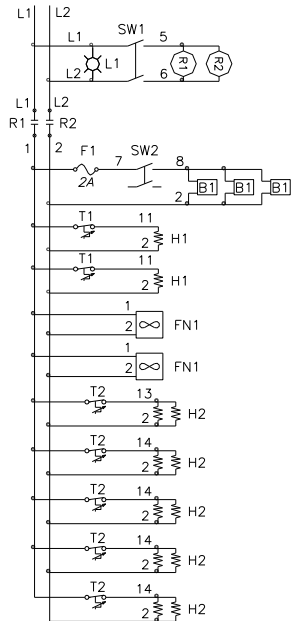 L1 L2
SW1
L1 5
L2 L1 6 R1 R2
L1 L2
R1 R2
1 2
F1 7 SW2 8
2A
2 B1 B1 B1
T1 11
2 H1
T1 11
2 H1
1
2 FN1
1
2 FN1
T2 13
2 H2
T2 14
2 H2
T2 14
2 H2
T2 14
2 H2
T2 14
2 H2